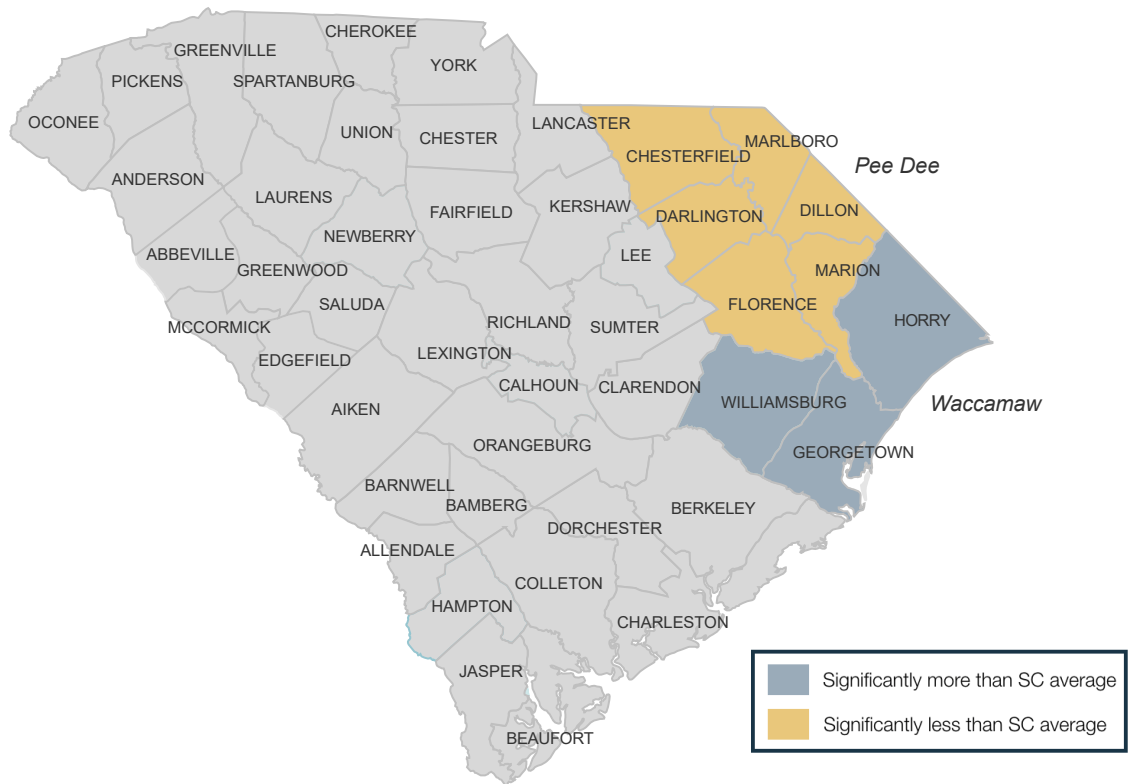 CHEROKEE
GREENVILLE
YORK
PICKENS
SPARTANBURG
OCONEE
LANCASTER
UNION
CHESTER
MARLBORO
CHESTERFIELD
Pee Dee
ANDERSON
LAURENS
KERSHAW
FAIRFIELD
DARLINGTON
DILLON
NEWBERRY
ABBEVILLE
LEE
GREENWOOD
MARION
SALUDA
FLORENCE
MCCORMICK
RICHLAND
SUMTER
HORRY
EDGEFIELD
LEXINGTON
CALHOUN
CLARENDON
WILLIAMSBURG
Waccamaw
AIKEN
ORANGEBURG
GEORGETOWN
BARNWELL
BAMBERG
BERKELEY
DORCHESTER
ALLENDALE
COLLETON
HAMPTON
CHARLESTON
JASPER
BEAUFORT
Significantly more than SC average
Significantly less than SC average